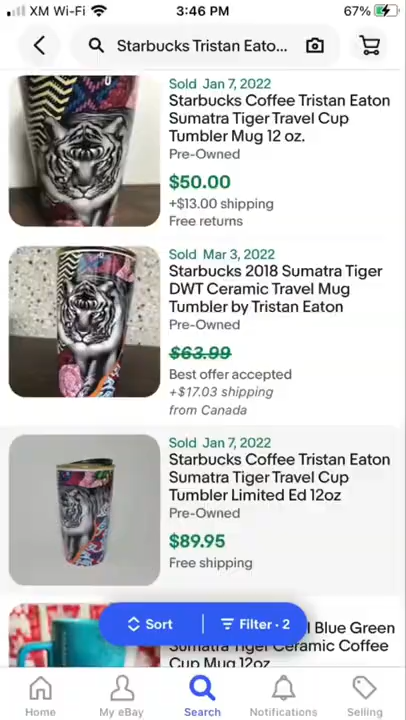 XM Wi-Fi
3:46 PM
67%
Starbucks Tristan Eato...
Sold Jan 7, 2022
Starbucks Coffee Tristan Eaton
Sumatra Tiger Travel Cup
Tumbler Mug 12 oz.
Pre-Owned
$50.00
+$13.00 shipping
Free returns
Sold Mar 3, 2022
Starbucks 2018 Sumatra Tiger
DWT Ceramic Travel Mug
Tumbler by Tristan Eaton
Pre-Owned
$63.99
Best offer accepted
+$17.03 shipping
from Canada
Sold Jan 7, 2022
Starbucks Coffee Tristan Eaton
Sumatra Tiger Travel Cup
Tumbler Limited Ed 12oz
Pre-Owned
$89.95
Free shipping
Sort
Filter · 2
Blue Green
Sumatran Tiger Ceramic Coffee
Cup Mug 12oz
Home
My eBay
Search
Notifications
Selling